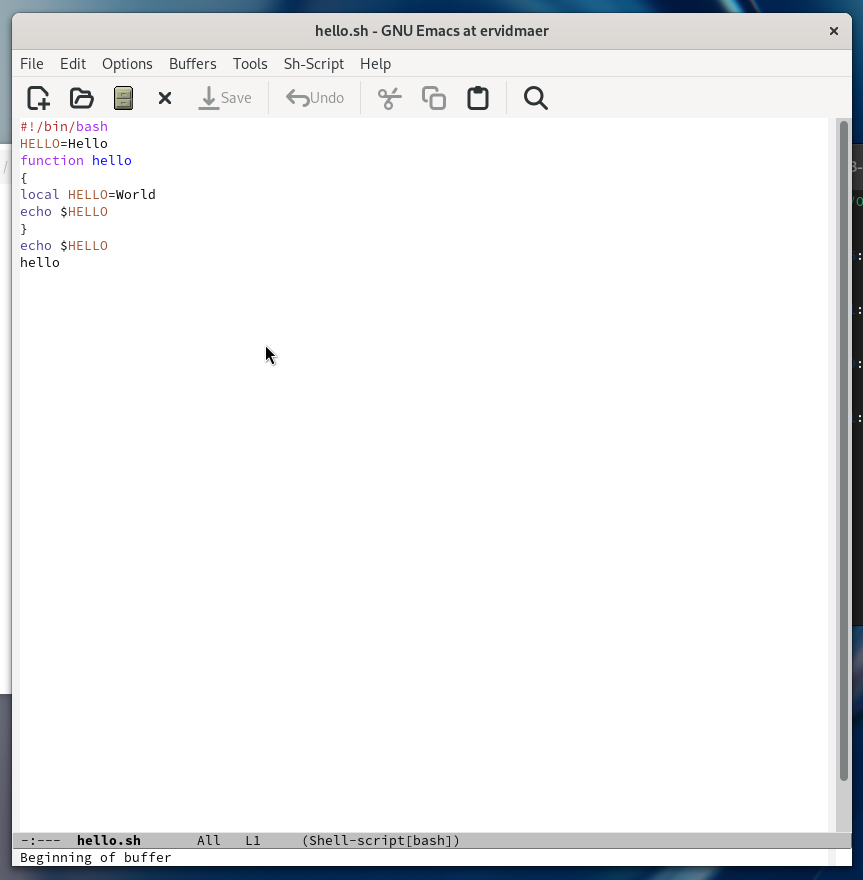 hello.sh - GNU Emacs at ervidmaer
File Edit Options Buffers Tools Sh-Script Help
Save Undo
#!/bin/bash
HELLO=Hello
function hello
{
local HELLO=World
echo $HELLO
}
echo $HELLO
hello
-:--- hello.sh All L1 (Shell-script[bash])
Beginning of buffer